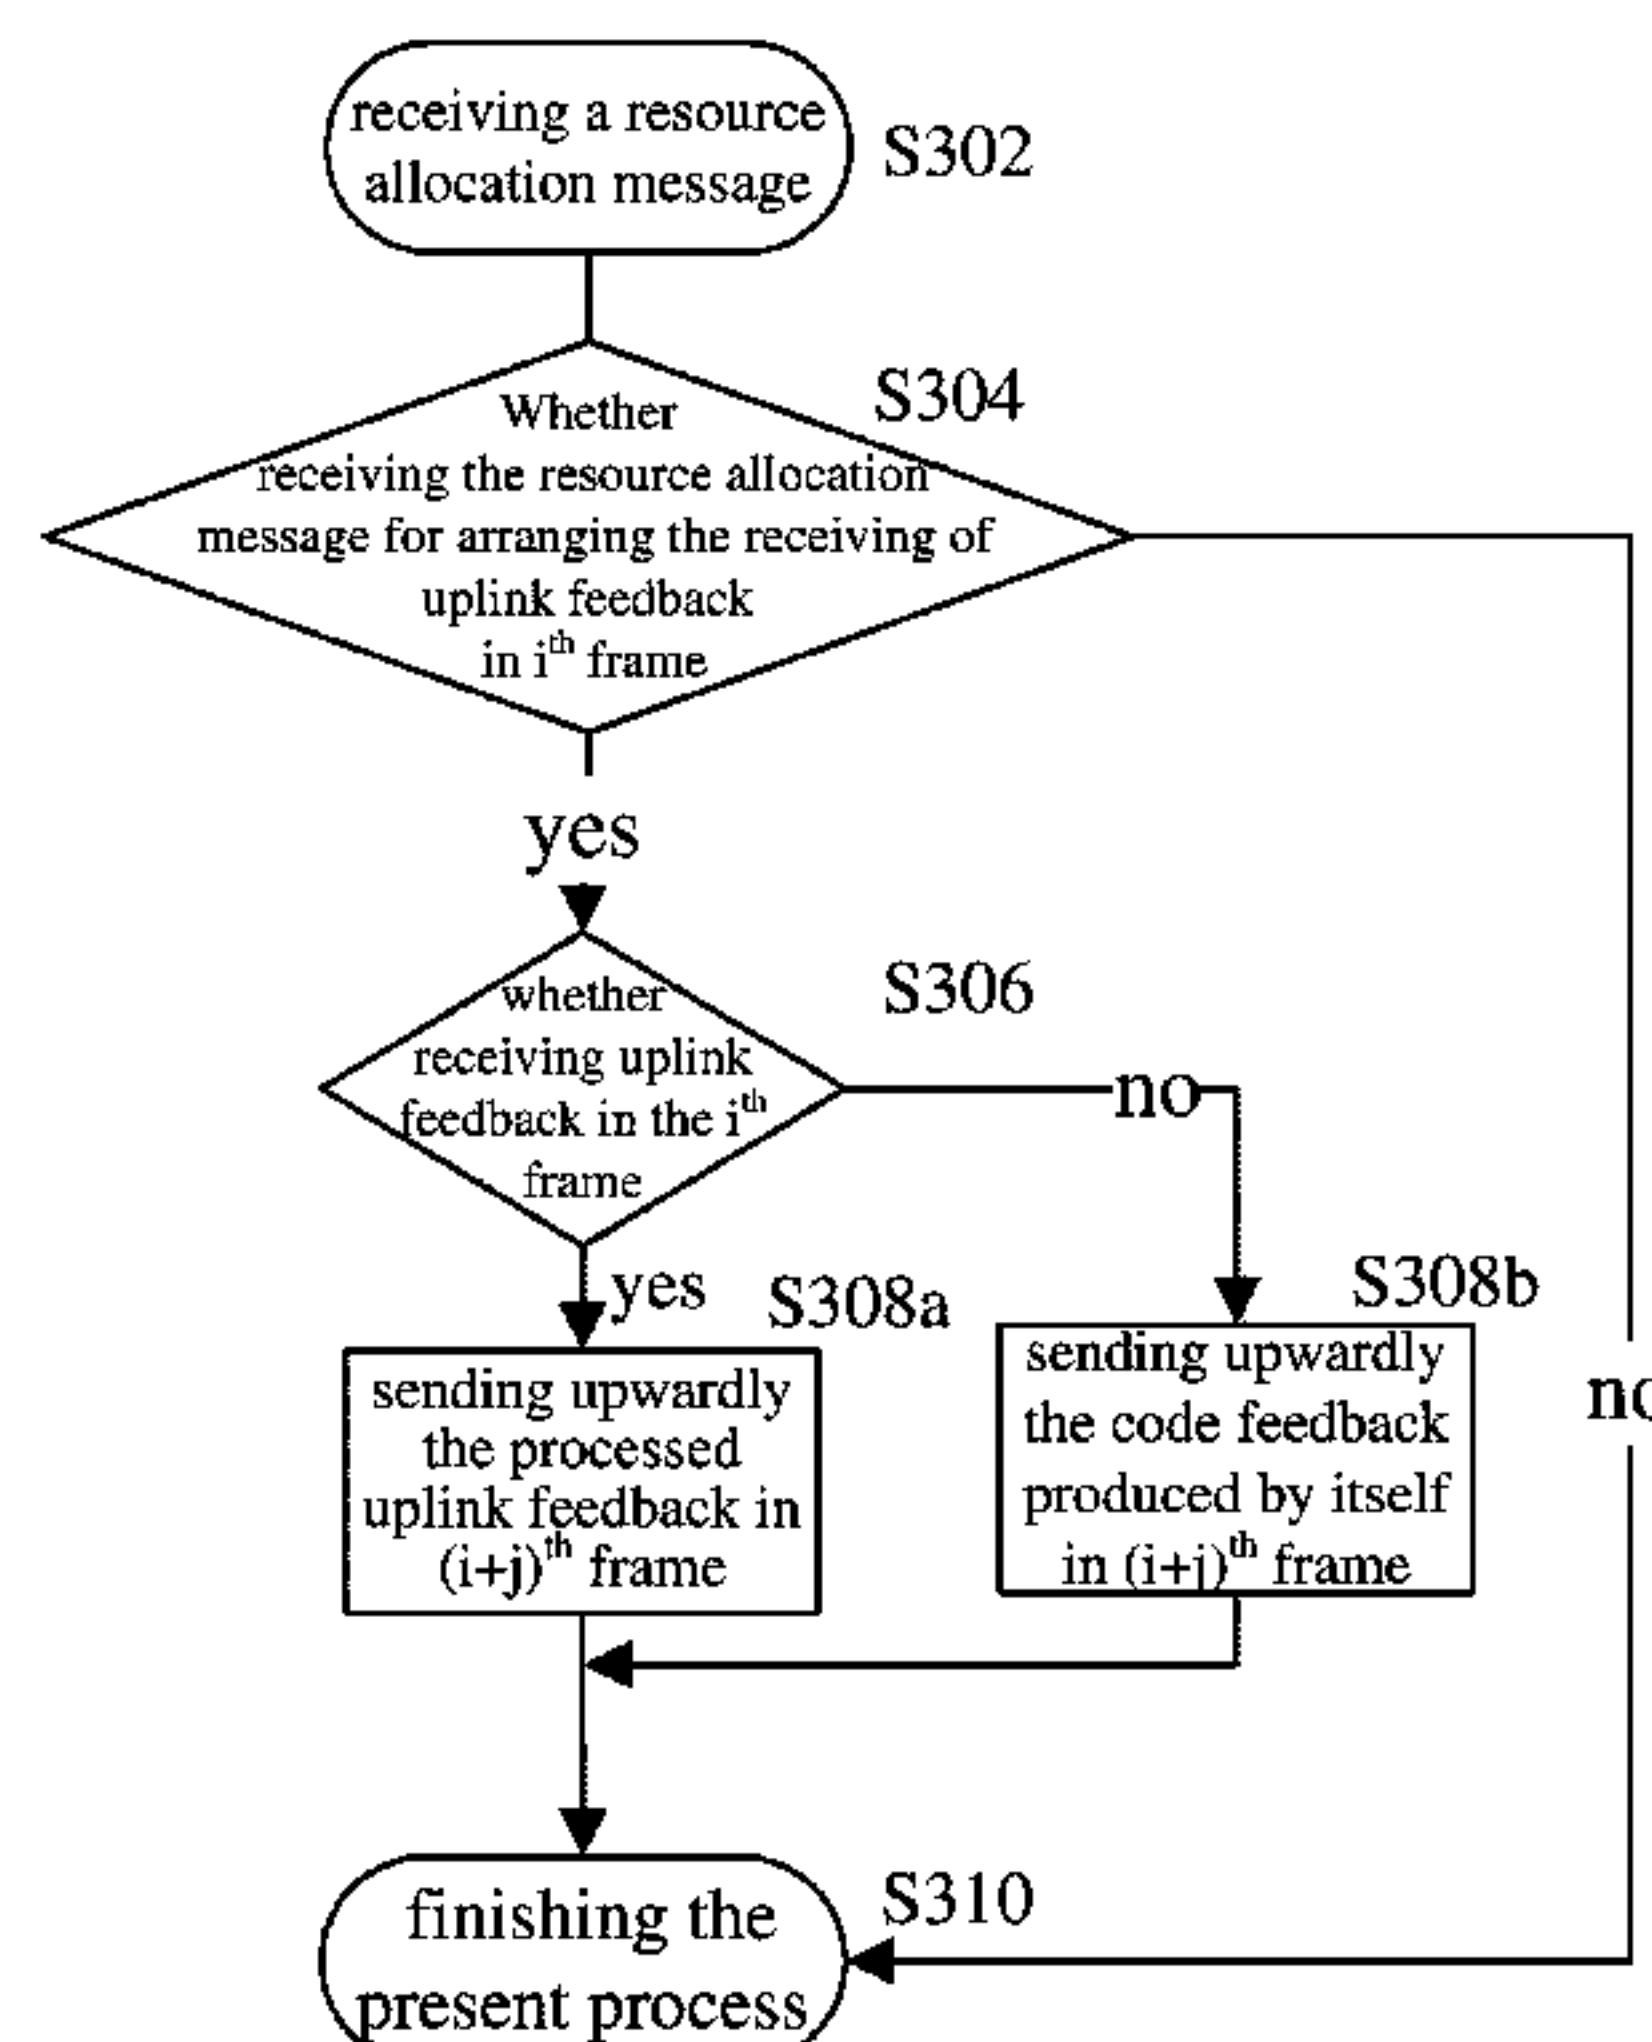 receiving a resource
allocation message
S302
S304
Whether
receiving the resource allocation
message for arranging the receiving of
uplink feedback
in i^th frame
yes
S306
whether
receiving uplink
feedback in the i^th
frame
no
yes
S308a
S308b
sending upwardly
the processed
uplink feedback in
(i+j)^th frame
sending upwardly
the code feedback
produced by itself
in (i+j)^th frame
no
S310
finishing the
present process